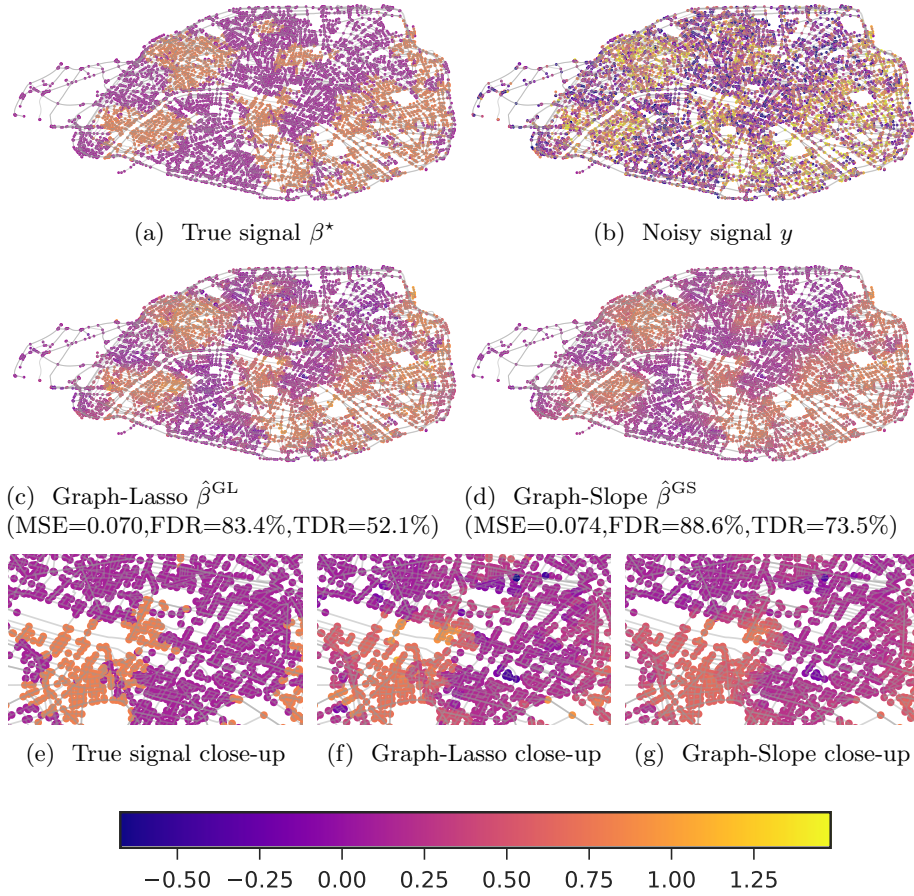 (a) True signal β⋆
(b) Noisy signal y
(c) Graph-Lasso β̂^GL
(MSE=0.070,FDR=83.4%,TDR=52.1%)
(d) Graph-Slope β̂^GS
(MSE=0.074,FDR=88.6%,TDR=73.5%)
(e) True signal close-up
(f) Graph-Lasso close-up
(g) Graph-Slope close-up
−0.50 −0.25 0.00 0.25 0.50 0.75 1.00 1.25